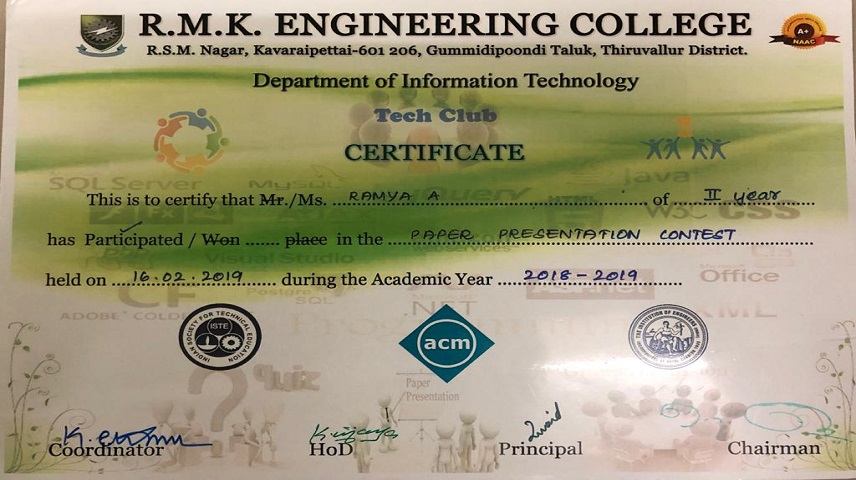 R.M.K. ENGINEERING COLLEGE
A+
NAAC
R.S.M. Nagar, Kavaraipettai-601 206, Gummidipoondi Taluk, Thiruvallur District.
Department of Information Technology
Tech Club
CERTIFICATE
SQL Server MySQL jQuery Java
This is to certify that Mr./Ms. RAMYA A of II year
W3C CSS
has Participated / Won ...... place in the PAPER PRESENTATION CONTEST
Visual Studio
Microsoft
held on 16.02.2019 during the Academic Year 2018-2019
Office
SQL
ADOBE COLD .NET XML
INDIAN SOCIETY FOR TECHNICAL EDUCATION
ISTE
acm
THE INSTITUTION OF ENGINEERS
? quiz
Paper
Presentation
Coordinator HoD Principal Chairman